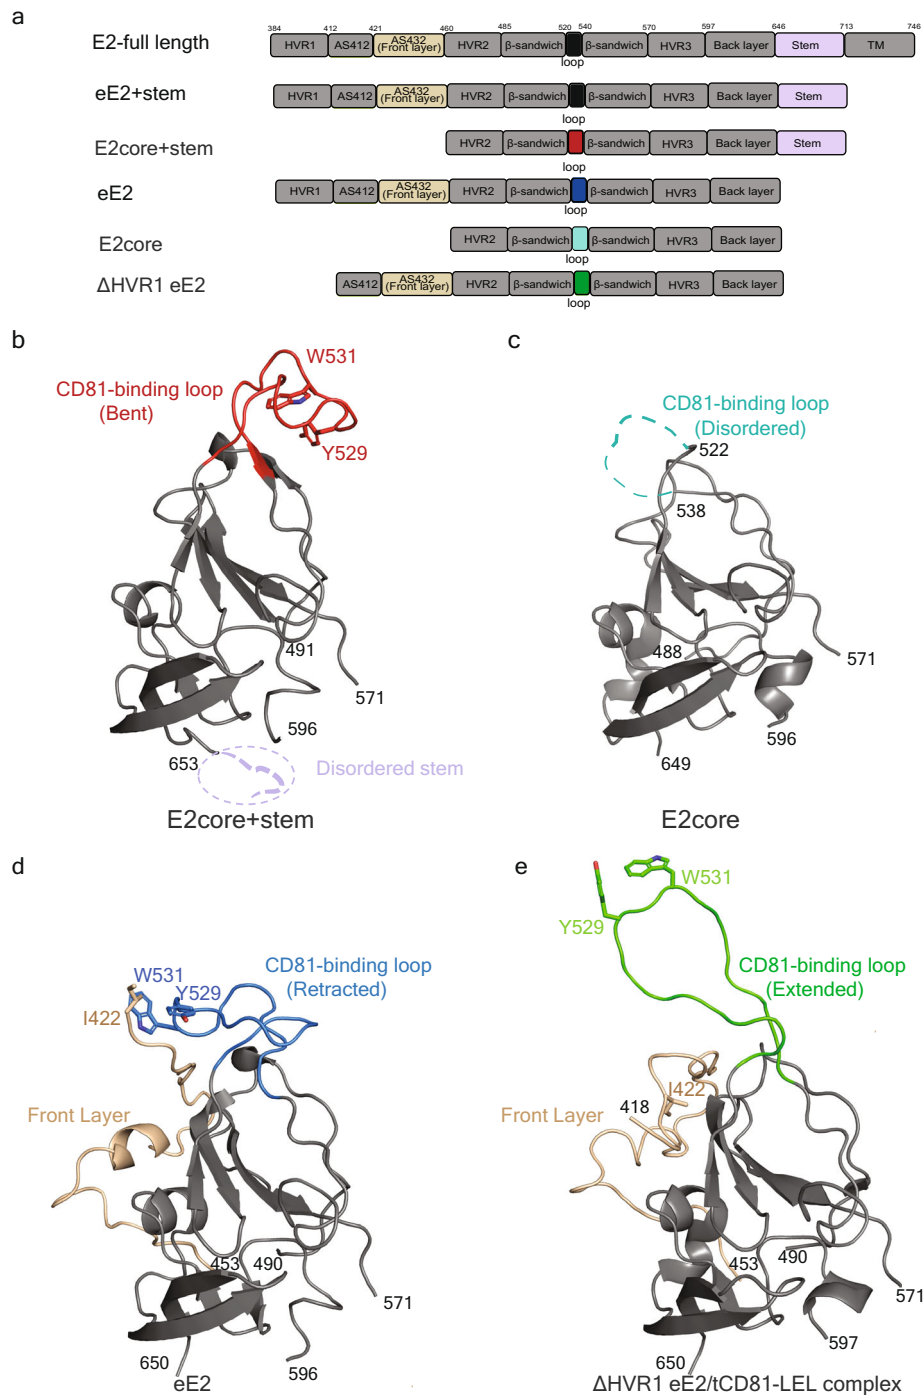 a
384 411 421 460 485 520 540 570 597 646 713 746
E2-full length
HVR1 AS412 AS432 HVR2 β-sandwich β-sandwich HVR3 Back layer Stem TM
(Front layer)
loop
eE2+stem
HVR1 AS412 AS432 HVR2 β-sandwich β-sandwich HVR3 Back layer Stem
(Front layer)
loop
E2core+stem
HVR2 β-sandwich β-sandwich HVR3 Back layer Stem
loop
eE2
HVR1 AS412 AS432 HVR2 β-sandwich β-sandwich HVR3 Back layer
(Front layer)
loop
E2core
HVR2 β-sandwich β-sandwich HVR3 Back layer
loop
ΔHVR1 eE2
AS412 AS432 HVR2 β-sandwich β-sandwich HVR3 Back layer
(Front layer)
loop
b
W531
CD81-binding loop
(Bent)
Y529
491
571
596
653
Disordered stem
E2core+stem
c
CD81-binding loop
(Disordered)
522
538
488
571
596
649
E2core
d
CD81-binding loop
(Retracted)
W531
Y529
I422
Front Layer
453
490
571
596
650
eE2
e
W531
Y529
CD81-binding loop
(Extended)
I422
418
Front Layer
453
490
571
597
650
ΔHVR1 eE2/tCD81-LEL complex